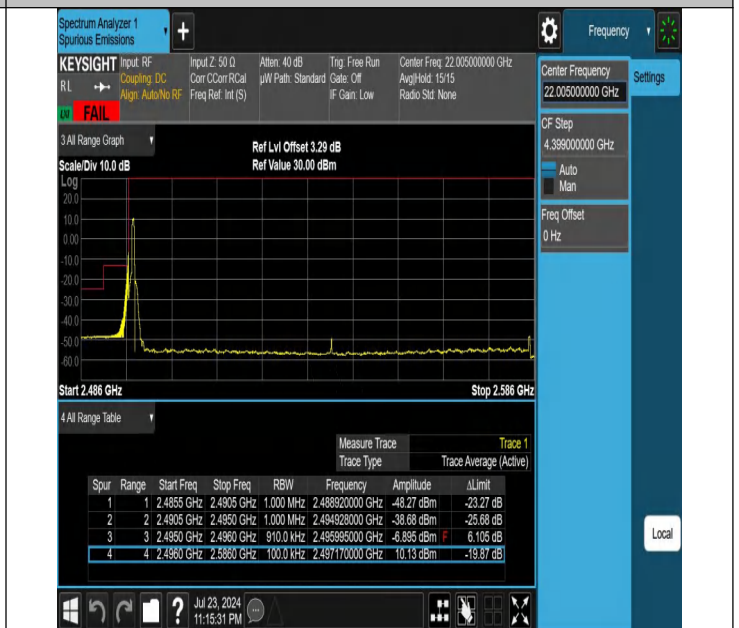 Spectrum Analyzer 1
Spurious Emissions
+
Frequency
KEYSIGHT Input: RF Input Z: 50 Ω Atten: 40 dB Trig: Free Run Center Freq: 22.005000000 GHz
RL Coupling: DC Corr CCorr RCal µW Path: Standard Gate: Off Avg|Hold: 15/15
Align: Auto/No RF Freq Ref: Int (S) IF Gain: Low Radio Std: None
FAIL
Center Frequency
22.005000000 GHz
Settings
CF Step
4.399000000 GHz
Auto
Man
Freq Offset
0 Hz
3 All Range Graph
Ref Lvl Offset 3.29 dB
Scale/Div 10.0 dB Ref Value 30.00 dBm
Log
20.0
10.0
0.00
-10.0
-20.0
-30.0
-40.0
-50.0
-60.0
Start 2.486 GHz Stop 2.586 GHz
4 All Range Table
Measure Trace Trace 1
Trace Type Trace Average (Active)
Spur Range Start Freq Stop Freq RBW Frequency Amplitude ΔLimit
1 1 2.4855 GHz 2.4905 GHz 1.000 MHz 2.488920000 GHz -48.27 dBm -23.27 dB
2 2 2.4905 GHz 2.4950 GHz 1.000 MHz 2.494928000 GHz -38.68 dBm -25.68 dB
3 3 2.4950 GHz 2.4960 GHz 910.0 kHz 2.495995000 GHz -6.895 dBm F 6.105 dB
4 4 2.4960 GHz 2.5860 GHz 100.0 kHz 2.497170000 GHz 10.13 dBm -19.87 dB
Local
? Jul 23, 2024
11:15:31 PM